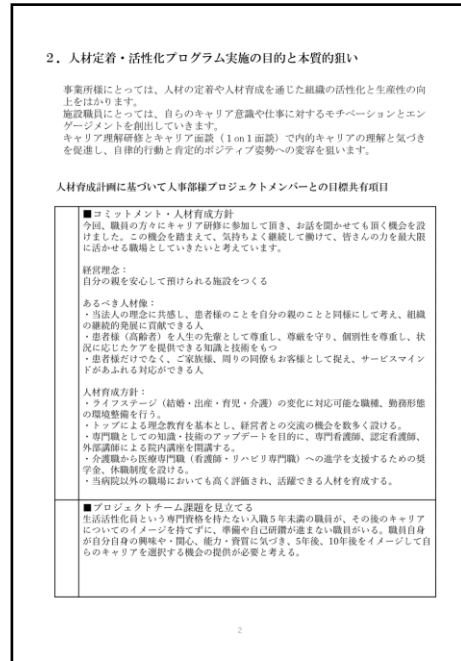 ２．人材定着・活性化プログラム実施の目的と本質的狙い
事業所様にとっては、人材の定着や人材育成を通じた組織の活性化と生産性の向
上をはかります。
施設職員にとっては、自らのキャリア意識や仕事に対するモチベーションとエン
ゲージメントを創出していきます。
キャリア理解研修とキャリア面談（1on1面談）で内的キャリアの理解と気づき
を促進し、自律的行動と肯定的ポジティブ姿勢への変容を狙います。
人材育成計画に基づいて人事部様プロジェクトメンバーとの目標共有項目
■コミットメント・人材育成方針
今回、職員の方々にキャリア研修に参加して頂き、お話を聞かせても頂く機会を設
けました。この機会を踏まえて、気持ちよく継続して働けて、皆さんの力を最大限
に活かせる職場としていきたいと考えています。
経営理念：
自分の親を安心して預けられる施設をつくる
あるべき人材像：
・当法人の理念に共感し、患者様のことを自分の親のことと同様にして考え、組織
の継続的発展に貢献できる人
・患者様（高齢者）を人生の先輩として尊重し、尊厳を守り、個別性を尊重し、状
況に応じたケアを提供できる知識と技術をもつ
・患者様だけでなく、ご家族様、周りの同僚もお客様として捉え、サービスマイン
ドがあふれる対応ができる人
人材育成方針：
・ライフステージ（結婚・出産・育児・介護）の変化に対応可能な職種、勤務形態
の環境整備を行う。
・トップによる理念教育を基本とし、経営者との交流の機会を数多く設ける。
・専門職としての知識・技術のアップデートを目的に、専門看護師、認定看護師、
外部講師による院内講座を開講する。
・介護職から医療専門職（看護師・リハビリ専門職）への進学を支援するための奨
学金、休職制度を設ける。
・当病院以外の職場においても高く評価され、活躍できる人材を育成する。
■プロジェクトチーム課題を見立てる
生活活性化員という専門資格を持たない入職５年未満の職員が、その後のキャリア
についてのイメージを持てずに、準備や自己研鑽が進まない職員がいる。職員自身
が自分自身の興味や・関心、能力・資質に気づき、5年後、10年後をイメージして自
らのキャリアを選択する機会の提供が必要と考える。
2